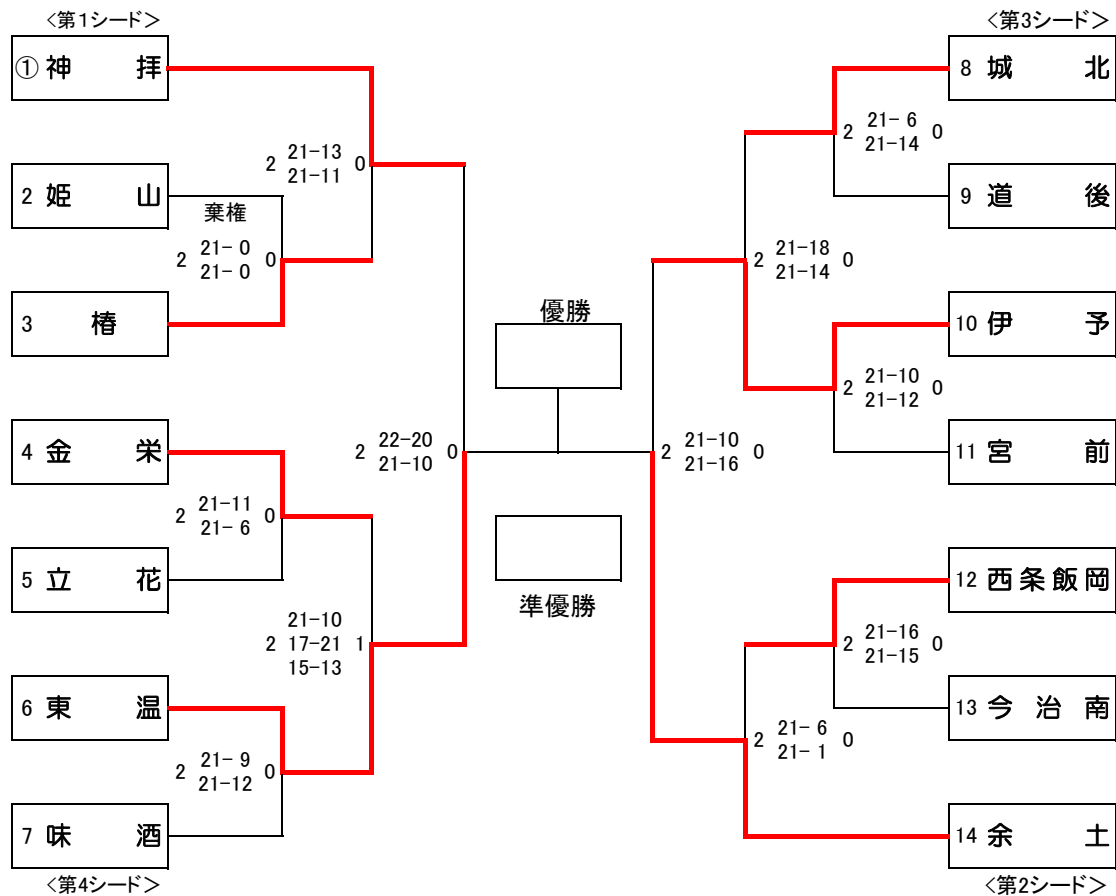 ＜第1シード＞
① 神 拝
2 21-13 0
21-11
2 姫 山
棄権
2 21- 0 0
21- 0
3 椿
4 金 栄
2 21-11 0
21- 6
5 立 花
2 22-20 0
21-10
21-10
2 17-21 1
15-13
6 東 温
2 21- 9 0
21-12
7 味 酒
＜第4シード＞
優勝
準優勝
＜第3シード＞
8 城 北
2 21- 6 0
21-14
9 道 後
2 21-18 0
21-14
10 伊 予
2 21-10 0
21-12
11 宮 前
2 21-10 0
21-16
12 西条飯岡
2 21-16 0
21-15
13 今 治 南
2 21- 6 0
21- 1
14 余 土
＜第2シード＞